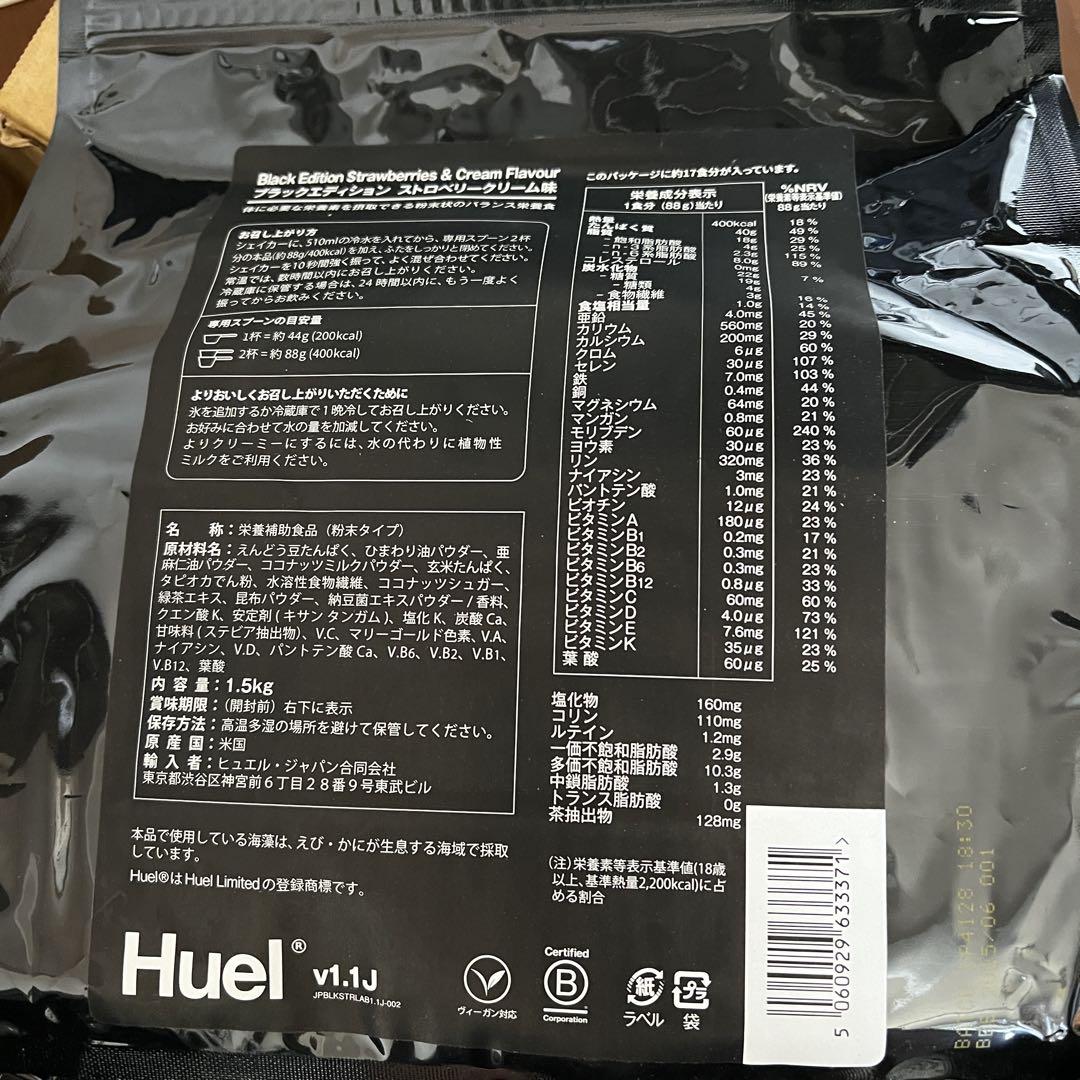 Black Edition Strawberries & Cream Flavour
ブラックエディション ストロベリークリーム味
体に必要な栄養素を摂取できる粉末状のバランス栄養食
お召し上がり方
シェイカーに、510mlの冷水を入れてから、専用スプーン2杯
分の本品(約88g/400kcal)を加え、ふたをしっかりと閉めてください。
シェイカーを10秒間強く振って、よく混ぜ合わせてください。
常温では、数時間以内にお召し上がりください。
冷蔵庫に保管する場合は、24時間以内に、もう一度よく
振ってからお飲みください。
専用スプーンの目安量
1杯=約 44g (200kcal)
2杯=約 88g (400kcal)
よりおいしくお召し上がりいただくために
氷を追加するか冷蔵庫で1晩冷してお召し上がりください。
お好みに合わせて水の量を加減してください。
よりクリーミーにするには、水の代わりに植物性
ミルクをご利用ください。
名 称:栄養補助食品(粉末タイプ)
原材料名:えんどう豆たんぱく、ひまわり油パウダー、亜
麻仁油パウダー、ココナッツミルクパウダー、玄米たんぱく、
タピオカでん粉、水溶性食物繊維、ココナッツシュガー、
緑茶エキス、昆布パウダー、納豆菌エキスパウダー / 香料、
クエン酸K、安定剤(キサンタンガム)、塩化K、炭酸Ca、
甘味料(ステビア抽出物)、V.C、マリーゴールド色素、V.A、
ナイアシン、V.D、パントテン酸Ca、V.B6、V.B2、V.B1、
V.B12、葉酸
内 容 量:1.5kg
賞味期限:(開封前)右下に表示
保存方法:高温多湿の場所を避けて保管してください。
原 産 国:米国
輸 入 者:ヒュエル・ジャパン合同会社
東京都渋谷区神宮前6丁目28番9号東武ビル
本品で使用している海藻は、えび・かにが生息する海域で採取
しています。
Huel®はHuel Limitedの登録商標です。
Huel® v1.1J
JPBLKSTRLAB1.1J-002
このパッケージに約17食分が入っています。
栄養成分表示 %NRV
1食分(88g)当たり (栄養素等表示基準値) 88g当たり
熱量 400kcal 18 %
たんぱく質 40g 49 %
脂質 18g 29 %
- 飽和脂肪酸 4g 25 %
- n-3系脂肪酸 2.3g 115 %
- n-6系脂肪酸 8.0g 89 %
コレステロール 0mg
炭水化物 22g 7 %
- 糖質 19g
- 糖類 4g
- 食物繊維 3g 16 %
食塩相当量 1.0g 14 %
亜鉛 4.0mg 45 %
カリウム 560mg 20 %
カルシウム 200mg 29 %
クロム 6μg 60 %
セレン 30μg 107 %
鉄 7.0mg 103 %
銅 0.4mg 44 %
マグネシウム 64mg 20 %
マンガン 0.8mg 21 %
モリブデン 60μg 240 %
ヨウ素 30μg 23 %
リン 320mg 36 %
ナイアシン 3mg 23 %
パントテン酸 1.0mg 21 %
ビオチン 12μg 24 %
ビタミンA 180μg 23 %
ビタミンB1 0.2mg 17 %
ビタミンB2 0.3mg 21 %
ビタミンB6 0.3mg 23 %
ビタミンB12 0.8μg 33 %
ビタミンC 60mg 60 %
ビタミンD 4.0μg 73 %
ビタミンE 7.6mg 121 %
ビタミンK 35μg 23 %
葉酸 60μg 25 %
塩化物 160mg
コリン 110mg
ルテイン 1.2mg
一価不飽和脂肪酸 2.9g
多価不飽和脂肪酸 10.3g
中鎖脂肪酸 1.3g
トランス脂肪酸 0g
茶抽出物 128mg
(注)栄養素等表示基準値(18歳
以上、基準熱量2,200kcal)に占
める割合
ヴィーガン対応
Certified
B
Corporation
紙
ラベル
プラ
袋
5 060929 633371 >
P4128 18:30
06 001